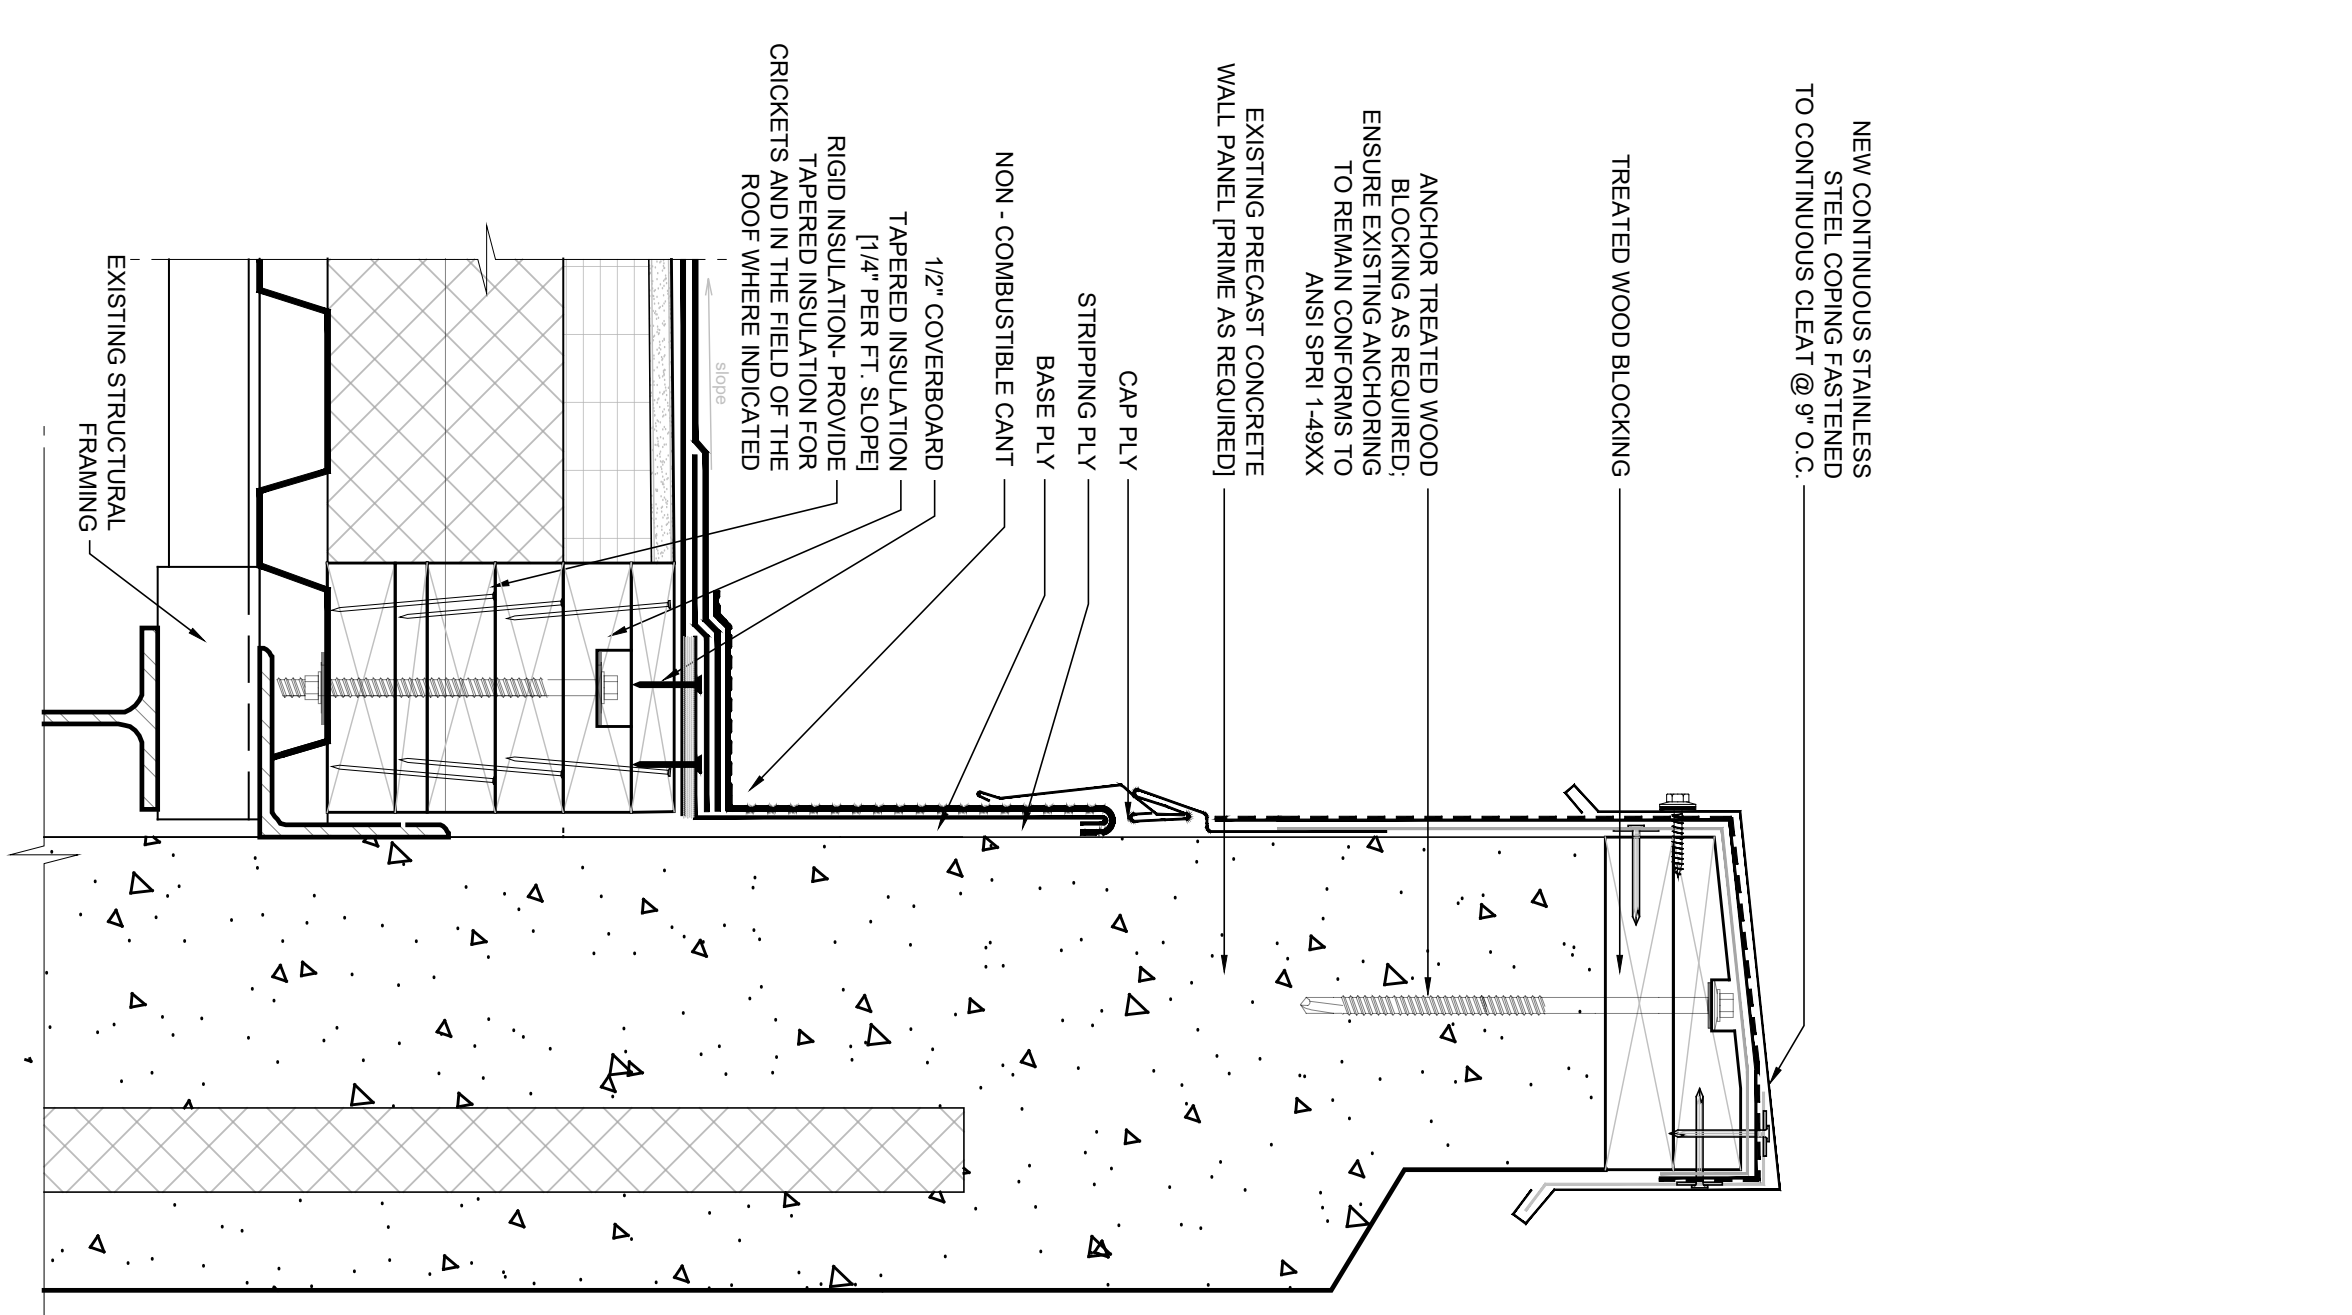 NEW CONTINUOUS STAINLESS
STEEL COPING FASTENED
TO CONTINUOUS CLEAT @ 9" O.C.
TREATED WOOD BLOCKING
ANCHOR TREATED WOOD
BLOCKING AS REQUIRED;
ENSURE EXISTING ANCHORING
TO REMAIN CONFORMS TO
ANSI SPRI 1-49XX
EXISTING PRECAST CONCRETE
WALL PANEL [PRIME AS REQUIRED]
CAP PLY
STRIPPING PLY
BASE PLY
NON - COMBUSTIBLE CANT
1/2" COVERBOARD
TAPERED INSULATION
[1/4" PER FT. SLOPE]
RIGID INSULATION- PROVIDE
TAPERED INSULATION FOR
CRICKETS AND IN THE FIELD OF THE
ROOF WHERE INDICATED
slope
EXISTING STRUCTURAL
FRAMING